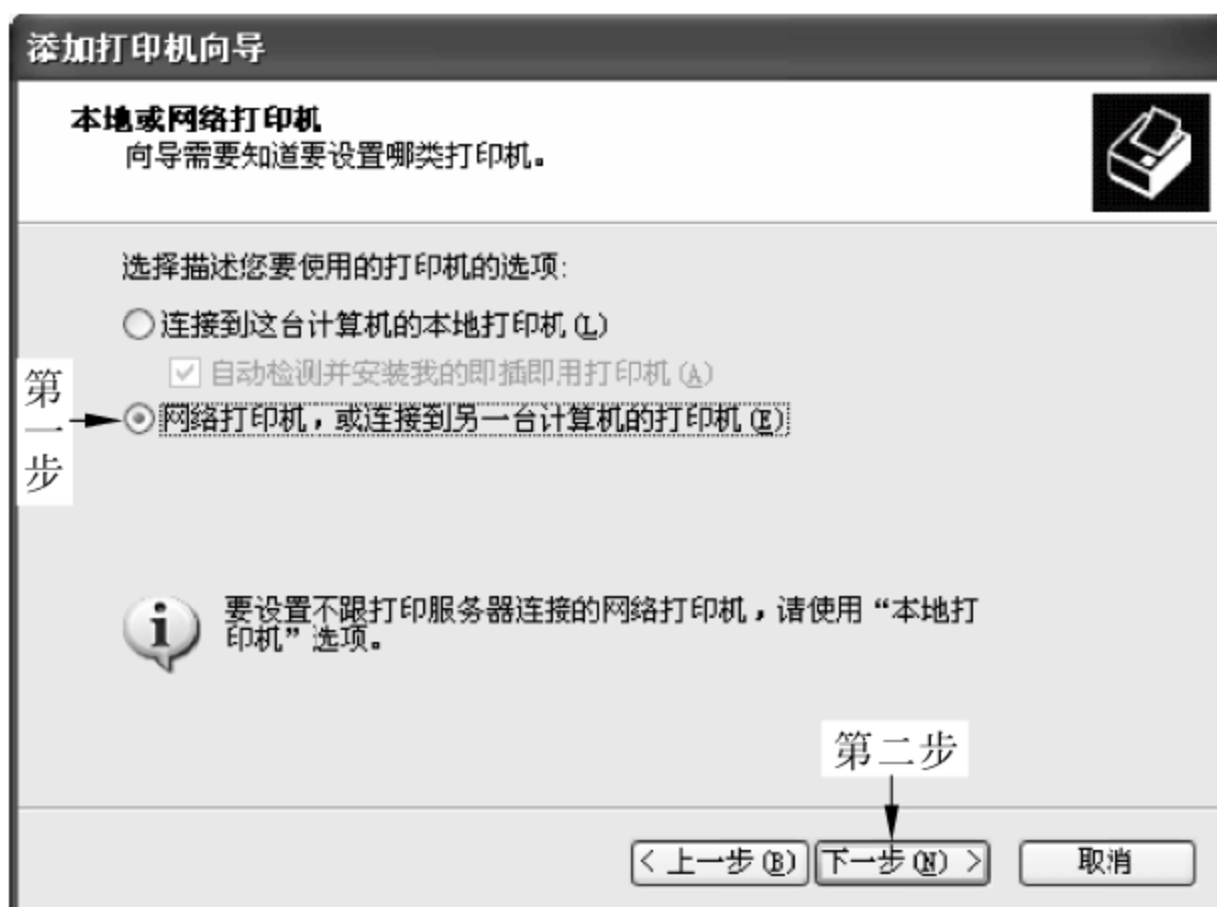 添加打印机向导
本地或网络打印机
向导需要知道要设置哪类打印机。
选择描述您要使用的打印机的选项:
连接到这台计算机的本地打印机(L)
自动检测并安装我的即插即用打印机(A)
第一步
网络打印机，或连接到另一台计算机的打印机(E)
要设置不跟打印服务器连接的网络打印机，请使用“本地打
印机”选项。
第二步
< 上一步(B)
下一步(N) >
取消